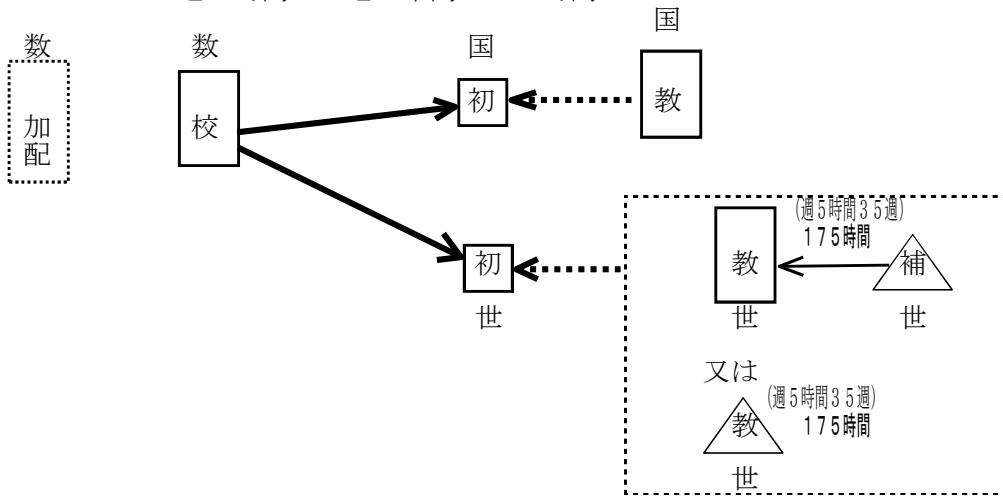 国
数
数
国
加配
校
初
教
(週5時間35週)
175時間
初
教
補
世
世
世
又は
(週5時間35週)
教
175時間
世